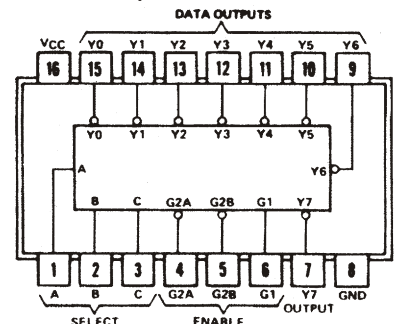 DATA OUTPUTS
VCC Y0 Y1 Y2 Y3 Y4 Y5 Y6
16 15 14 13 12 11 10 9
Y0 Y1 Y2 Y3 Y4 Y5
A Y6
B C G2A G2B G1 Y7
1 2 3 4 5 6 7 8
A B C G2A G2B G1 Y7 GND
SELECT ENABLE OUTPUT